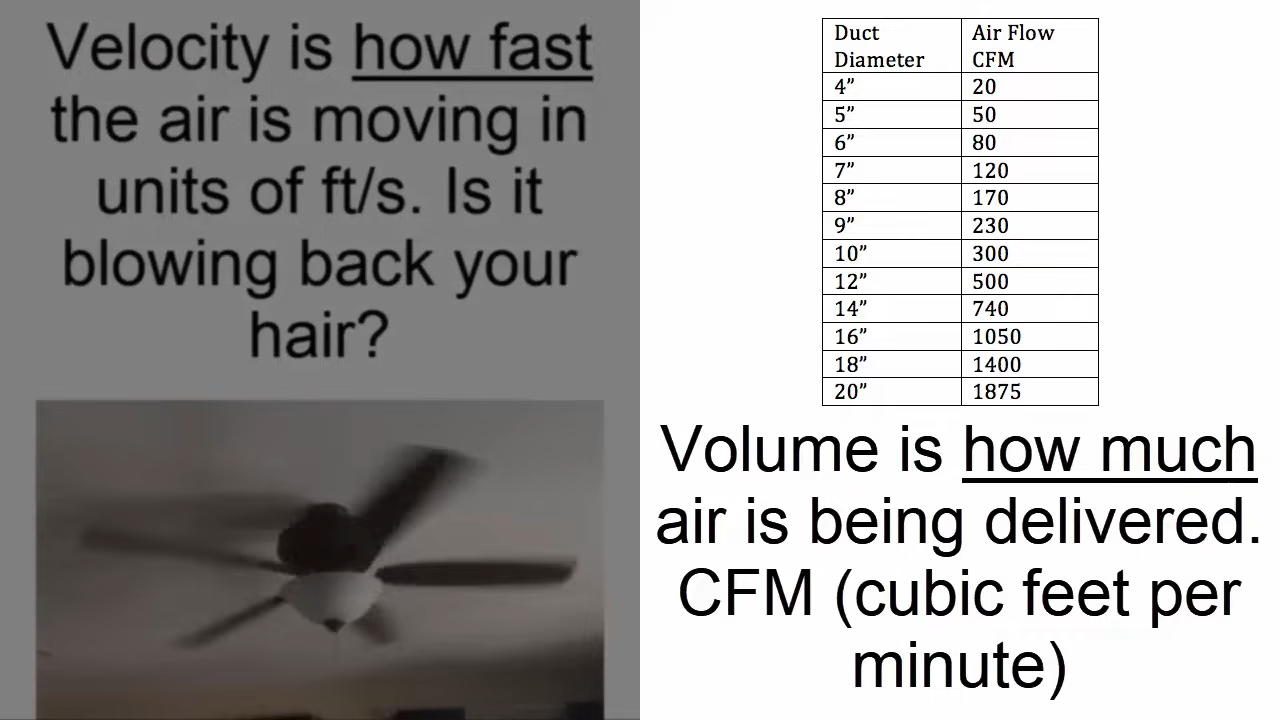 Velocity is how fast
the air is moving in
units of ft/s. Is it
blowing back your
hair?
Duct Diameter Air Flow CFM
4” 20
5” 50
6” 80
7” 120
8” 170
9” 230
10” 300
12” 500
14” 740
16” 1050
18” 1400
20” 1875
Volume is how much
air is being delivered.
CFM (cubic feet per
minute)